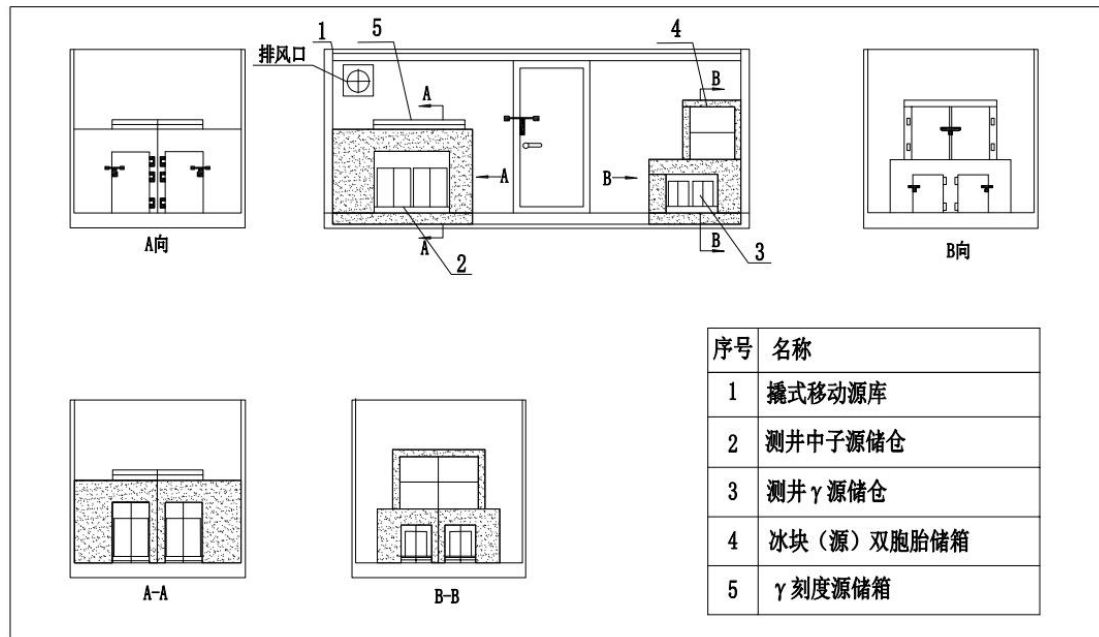 1
5
4
排风口
A
B
A
B
A
B
2
3
A向
B向
A-A
B-B
序号 名称
1 撬式移动源库
2 测井中子源储仓
3 测井γ源储仓
4 冰块（源）双胞胎储箱
5 γ刻度源储箱